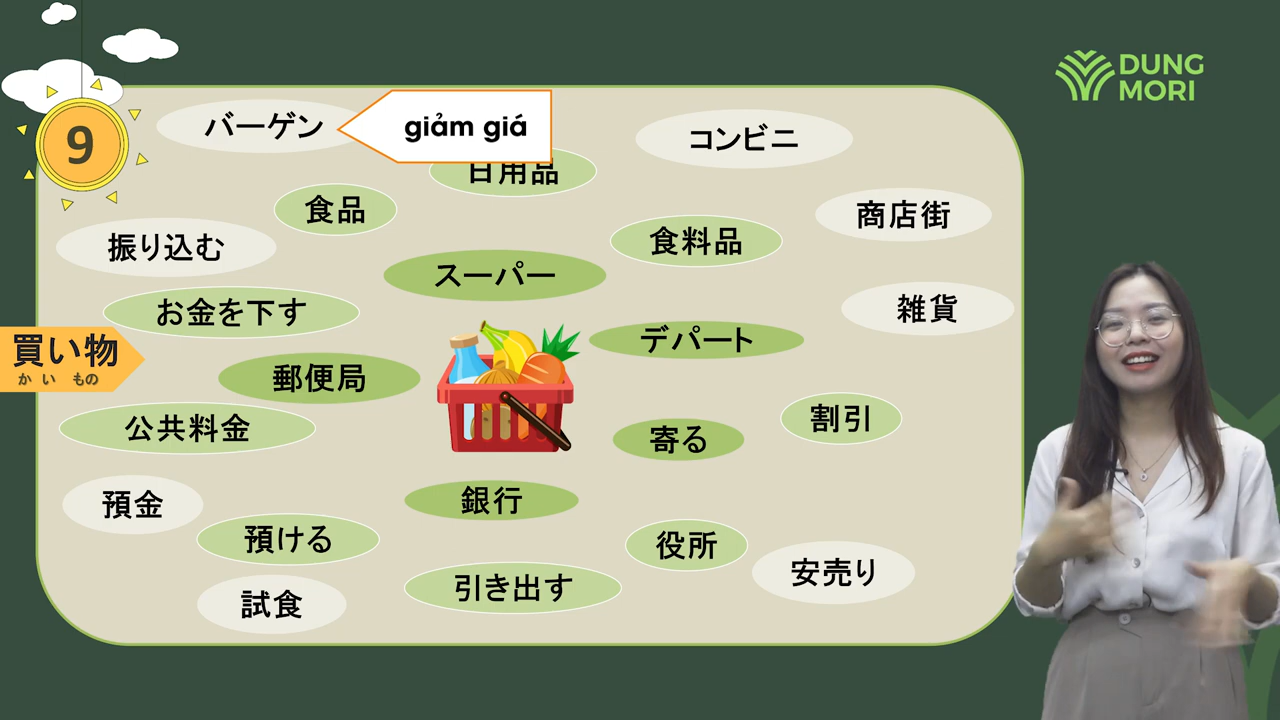 DUNG
MORI
9
バーゲン
giảm giá
コンビニ
日用品
食品
商店街
振り込む
食料品
スーパー
お金を下す
雑貨
買い物
かいもの
デパート
郵便局
公共料金
割引
寄る
預金
銀行
預ける
役所
安売り
試食
引き出す